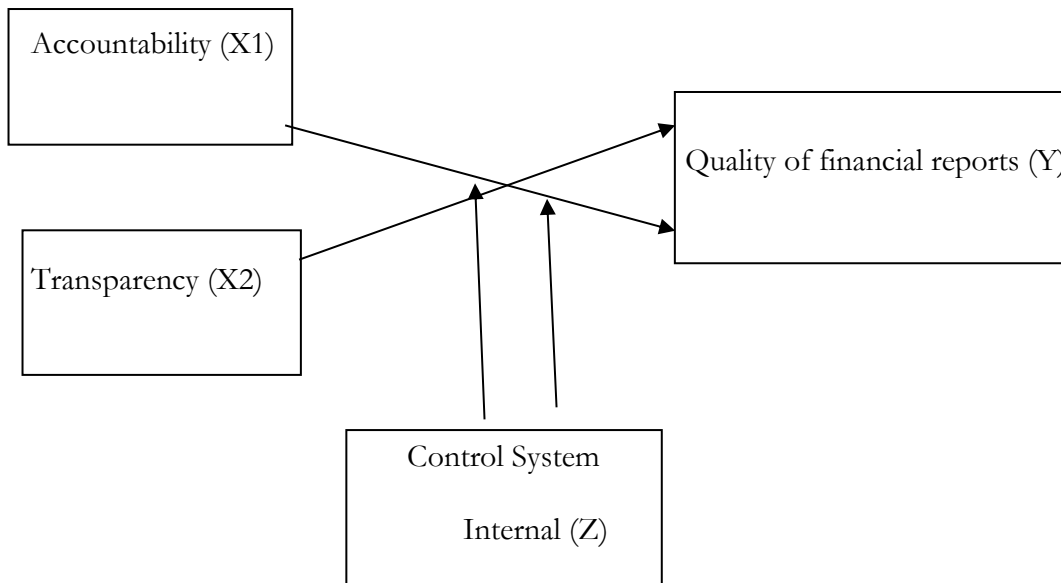 Accountability (X1)
Quality of financial reports (Y)
Transparency (X2)
Control System
Internal (Z)